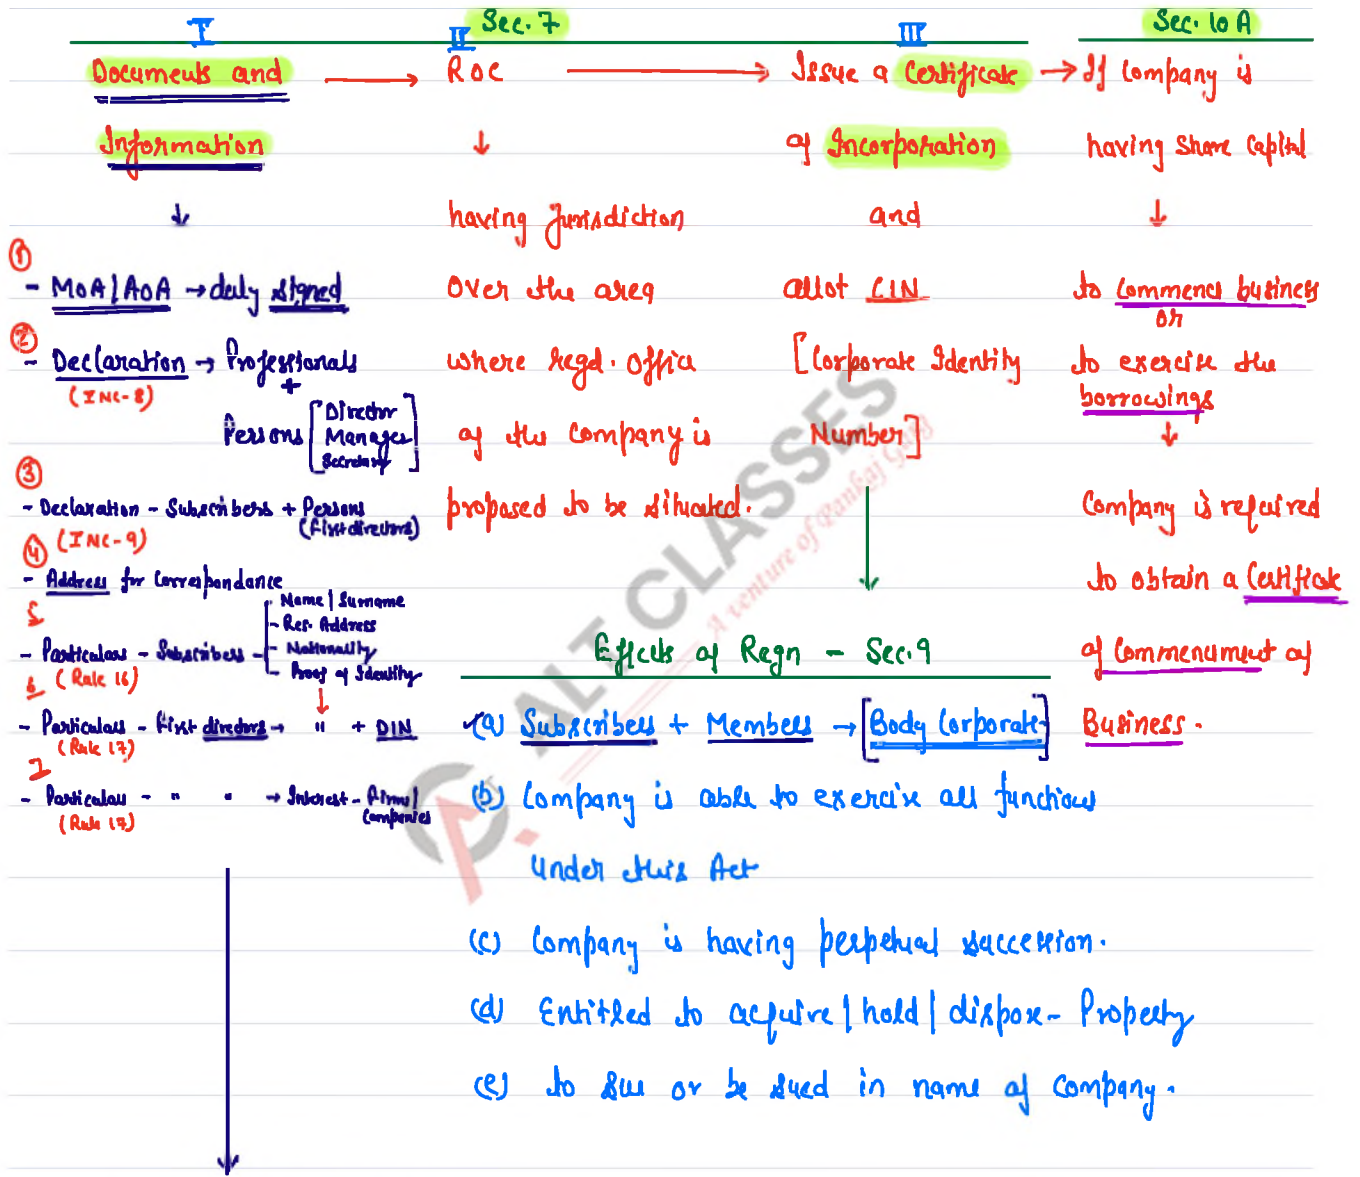 I
II
Sec. 7
III
Sec. 10 A
Documents and
Information
MOA / AOA → duly signed
① 
② 
- Declaration → Professionals
(INC-8)
+
Persons [Director
Manager
Secretary]
③
- Declaration - Subscribers + Persons
(First directors)
(INC-9)
④
- Address for Correspondance
5
- Particulars - Subscribers -
Name / Surname
- Res. Address
- Nationality
- Proof of Identity
(Rule 16)
6
- Particulars - First directors → " + DIN
(Rule 17)
7
- Particulars - " " → Interest - Firms /
Companies
(Rule 17)
ROC
having jurisdiction
over the area
where regd. office
of the Company is
proposed to be situated.
Issue a Certificate
of Incorporation
and
allot CIN
[Corporate Identity
Number]
If Company is
having Share Capital
to commence business
or
to exercise the
borrowings
Company is required
to obtain a Certificate
of Commencement of
Business.
Effects of Regn - Sec. 9
(a) Subscribers + Members → [Body Corporate]
(b) Company is able to exercise all functions
under this Act
(c) Company is having perpetual succession.
(d) Entitled to acquire / hold / dispose - Property
(e) to sue or be sued in name of Company.
ALT CLASSES
A venture of Pankaj Garg